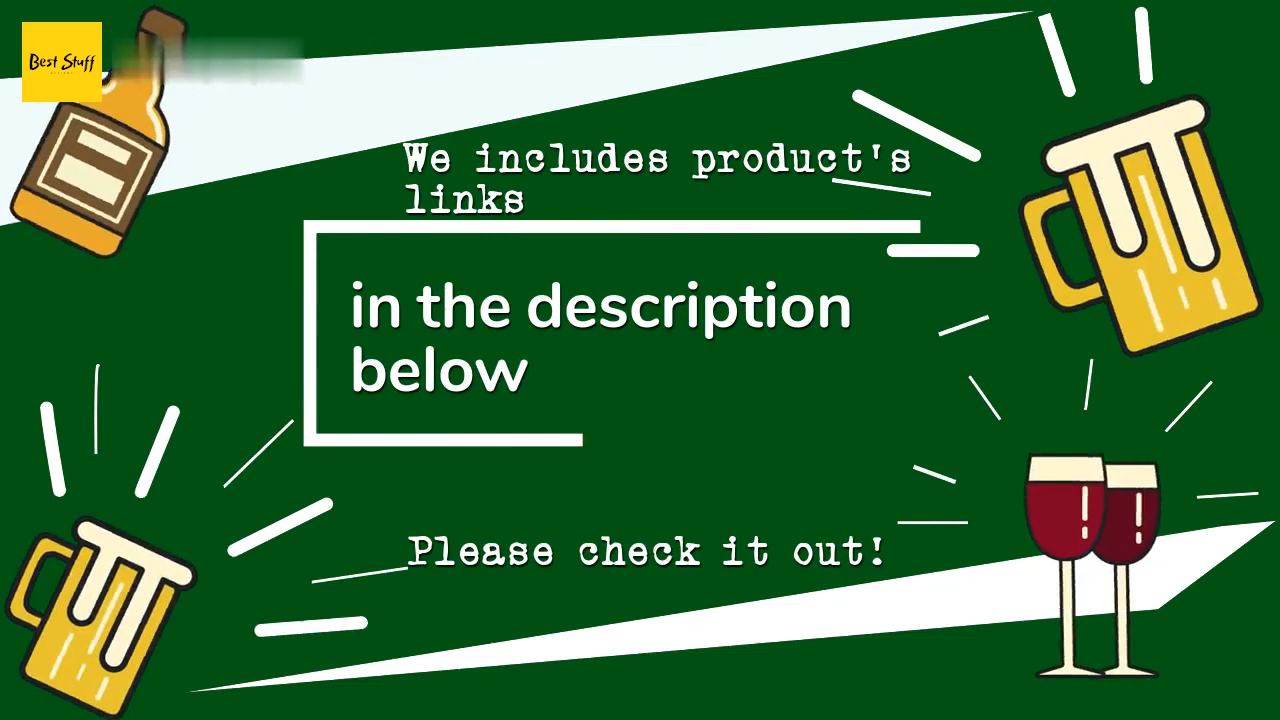 Best Stuff
We includes product's
links
in the description
below
Please check it out!